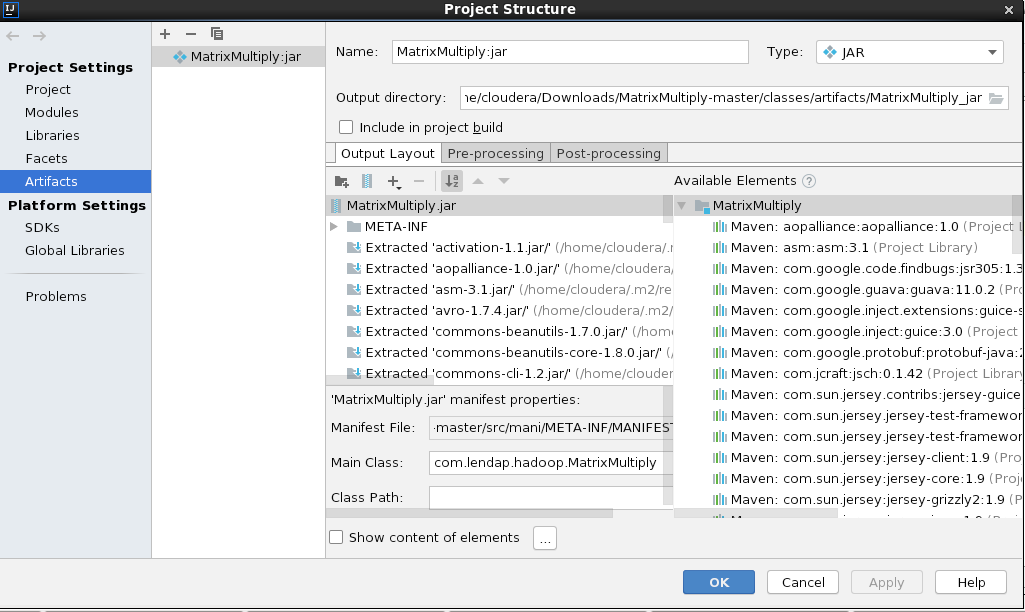 IJ
Project Structure
Project Settings
Project
Modules
Libraries
Facets
Artifacts
Platform Settings
SDKs
Global Libraries
Problems
MatrixMultiply:jar
Name: MatrixMultiply:jar Type: JAR
Output directory: ne/cloudera/Downloads/MatrixMultiply-master/classes/artifacts/MatrixMultiply_jar
Include in project build
Output Layout Pre-processing Post-processing
Available Elements ?
MatrixMultiply.jar
META-INF
Extracted 'activation-1.1.jar/' (/home/cloudera/.
Extracted 'aopalliance-1.0.jar/' (/home/cloudera/
Extracted 'asm-3.1.jar/' (/home/cloudera/.m2/re
Extracted 'avro-1.7.4.jar/' (/home/cloudera/.m2/
Extracted 'commons-beanutils-1.7.0.jar/' (/hom
Extracted 'commons-beanutils-core-1.8.0.jar/' (/
Extracted 'commons-cli-1.2.jar/' (/home/clouder
'MatrixMultiply.jar' manifest properties:
Manifest File: -master/src/mani/META-INF/MANIFEST
Main Class: com.lendap.hadoop.MatrixMultiply
Class Path:
Show content of elements ...
MatrixMultiply
Maven: aopalliance:aopalliance:1.0 (Project L
Maven: asm:asm:3.1 (Project Library)
Maven: com.google.code.findbugs:jsr305:1.3
Maven: com.google.guava:guava:11.0.2 (Pro
Maven: com.google.inject.extensions:guice-s
Maven: com.google.inject:guice:3.0 (Project
Maven: com.google.protobuf:protobuf-java:2
Maven: com.jcraft:jsch:0.1.42 (Project Library
Maven: com.sun.jersey.contribs:jersey-guice
Maven: com.sun.jersey.jersey-test-framewor
Maven: com.sun.jersey.jersey-test-framewor
Maven: com.sun.jersey:jersey-client:1.9 (Pro
Maven: com.sun.jersey:jersey-core:1.9 (Proj
Maven: com.sun.jersey:jersey-grizzly2:1.9 (P
OK Cancel Apply Help